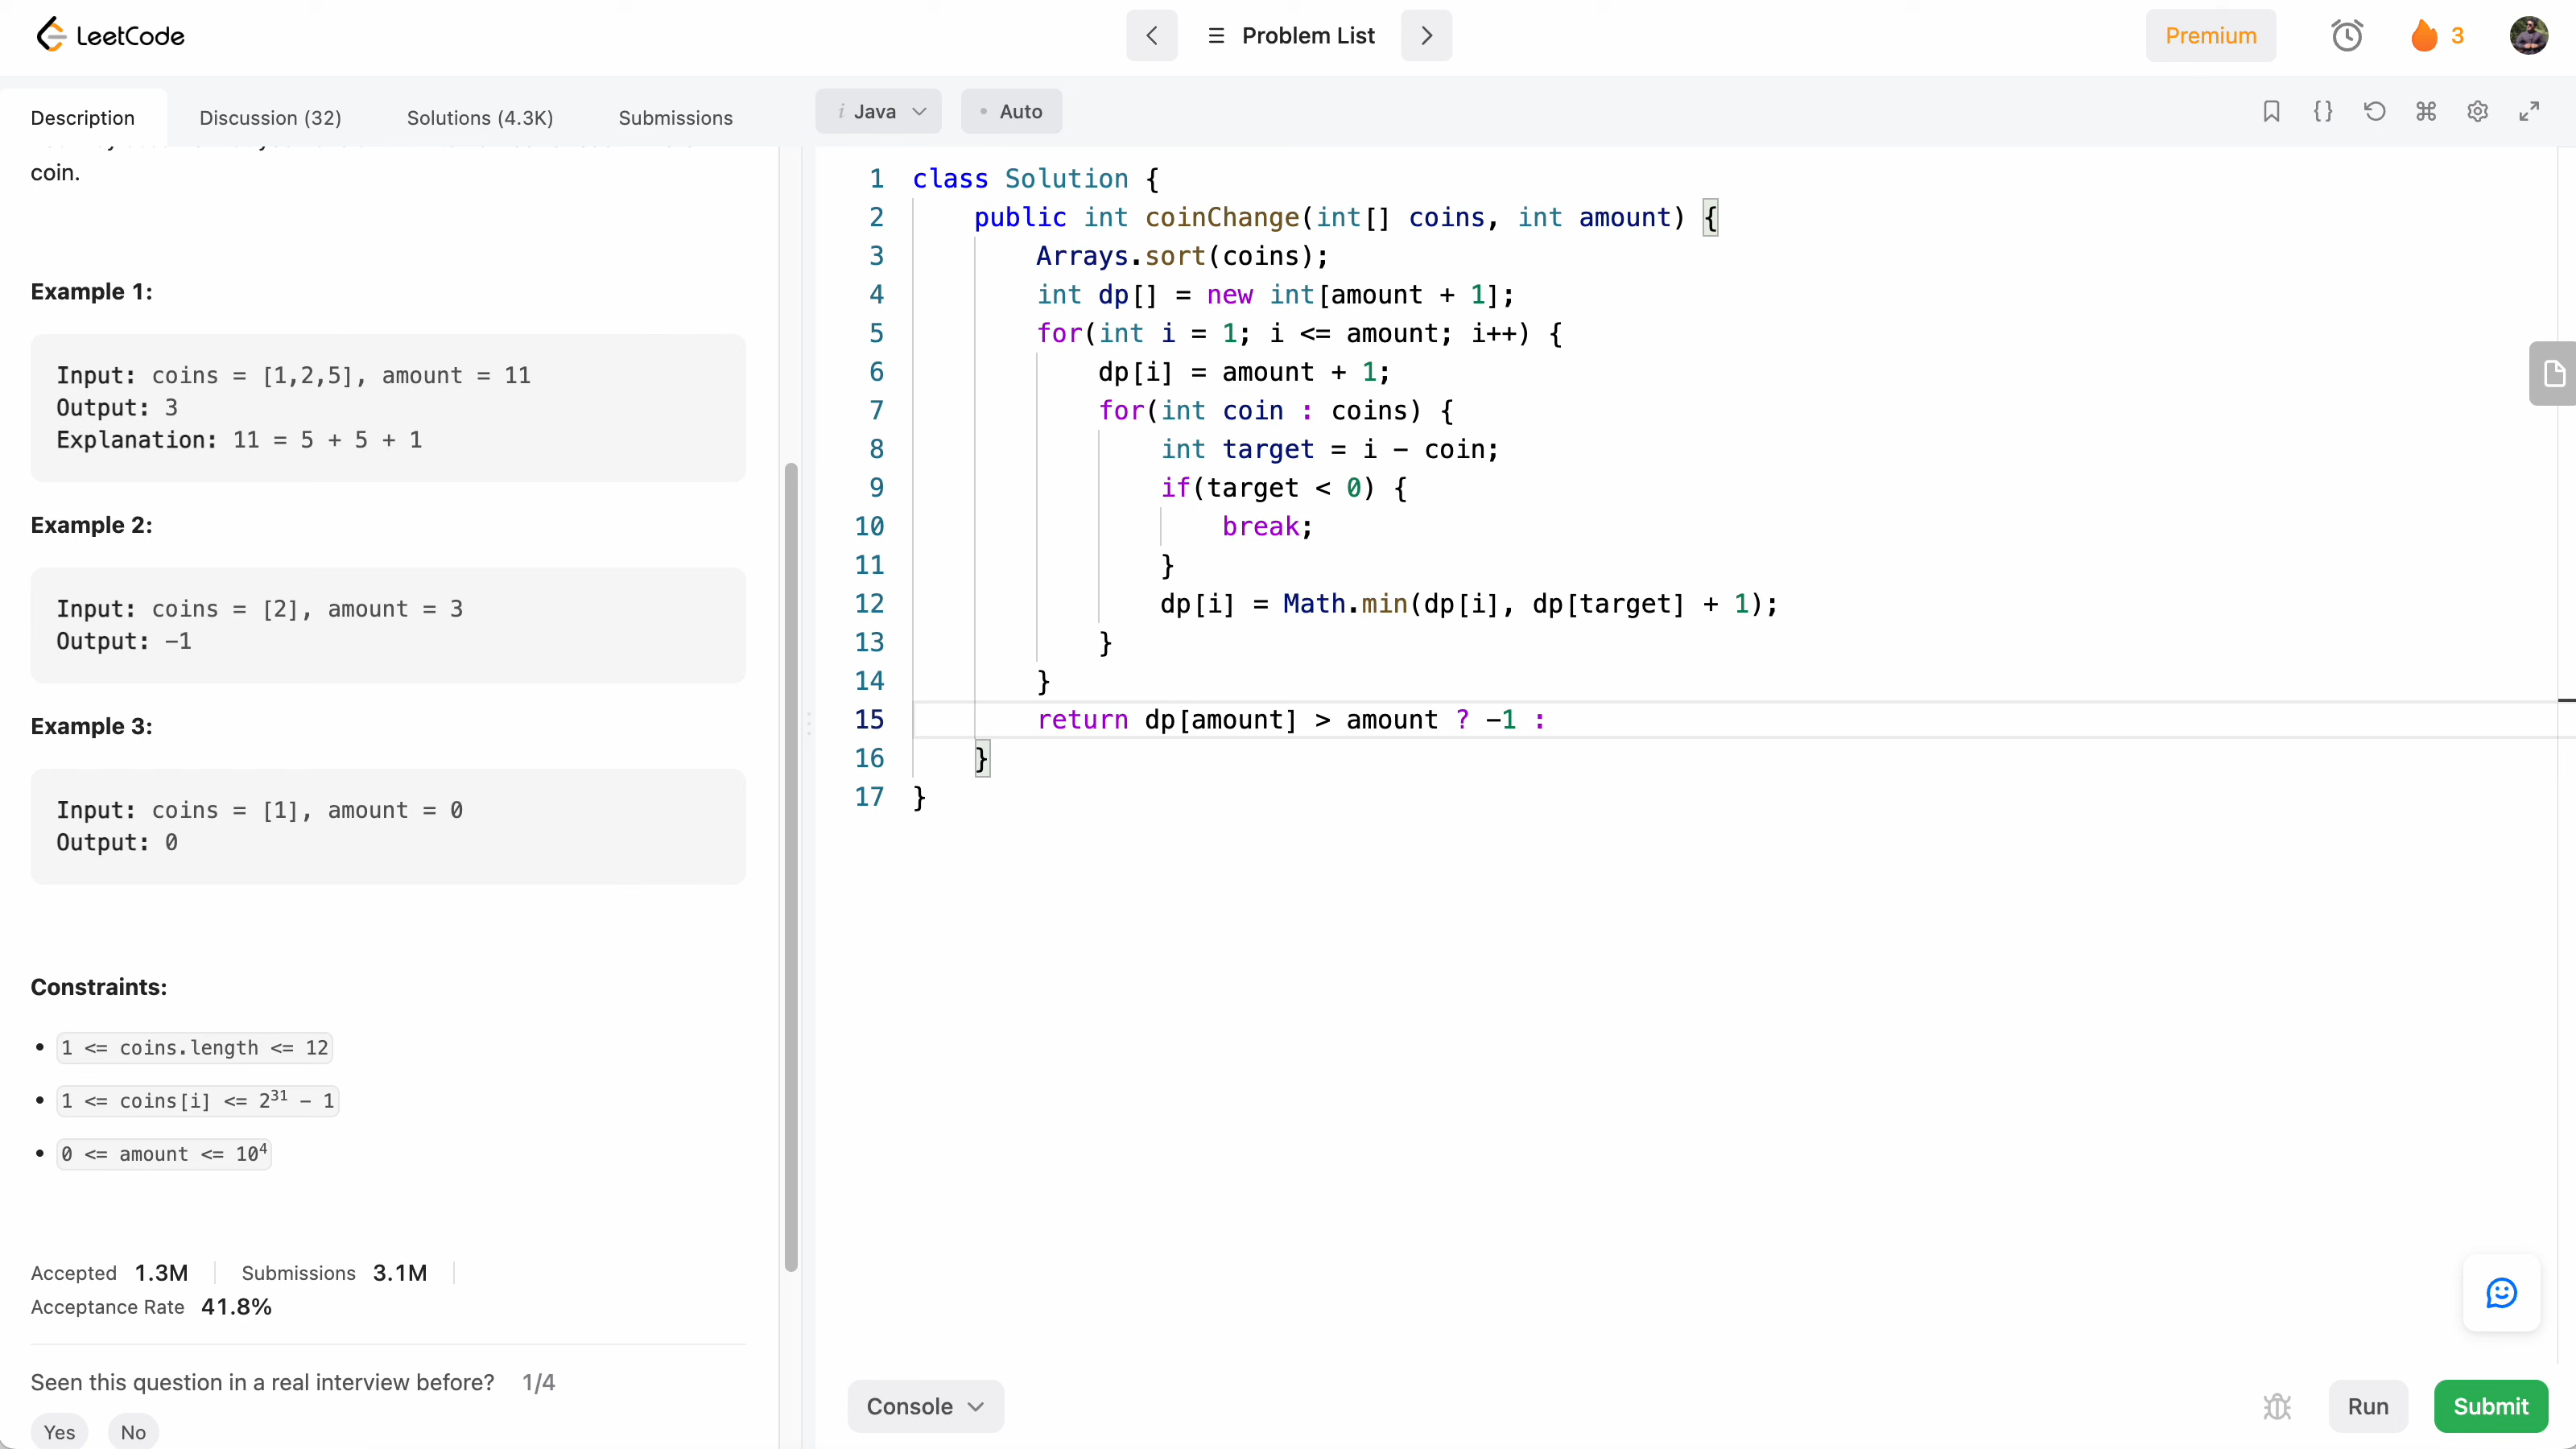 LeetCode
Problem List
Premium
3
Description
Discussion (32)
Solutions (4.3K)
Submissions
i Java
• Auto
coin.
Example 1:
Input: coins = [1,2,5], amount = 11
Output: 3
Explanation: 11 = 5 + 5 + 1
Example 2:
Input: coins = [2], amount = 3
Output: -1
Example 3:
Input: coins = [1], amount = 0
Output: 0
Constraints:
• 1 <= coins.length <= 12
• 1 <= coins[i] <= 2³¹ - 1
• 0 <= amount <= 10⁴
Accepted 1.3M
Submissions 3.1M
Acceptance Rate 41.8%
Seen this question in a real interview before? 1/4
Yes
No
1 class Solution {
2 public int coinChange(int[] coins, int amount) {
3 Arrays.sort(coins);
4 int dp[] = new int[amount + 1];
5 for(int i = 1; i <= amount; i++) {
6 dp[i] = amount + 1;
7 for(int coin : coins) {
8 int target = i - coin;
9 if(target < 0) {
10 break;
11 }
12 dp[i] = Math.min(dp[i], dp[target] + 1);
13 }
14 }
15 return dp[amount] > amount ? -1 :
16 }
17 }
Console
Run
Submit